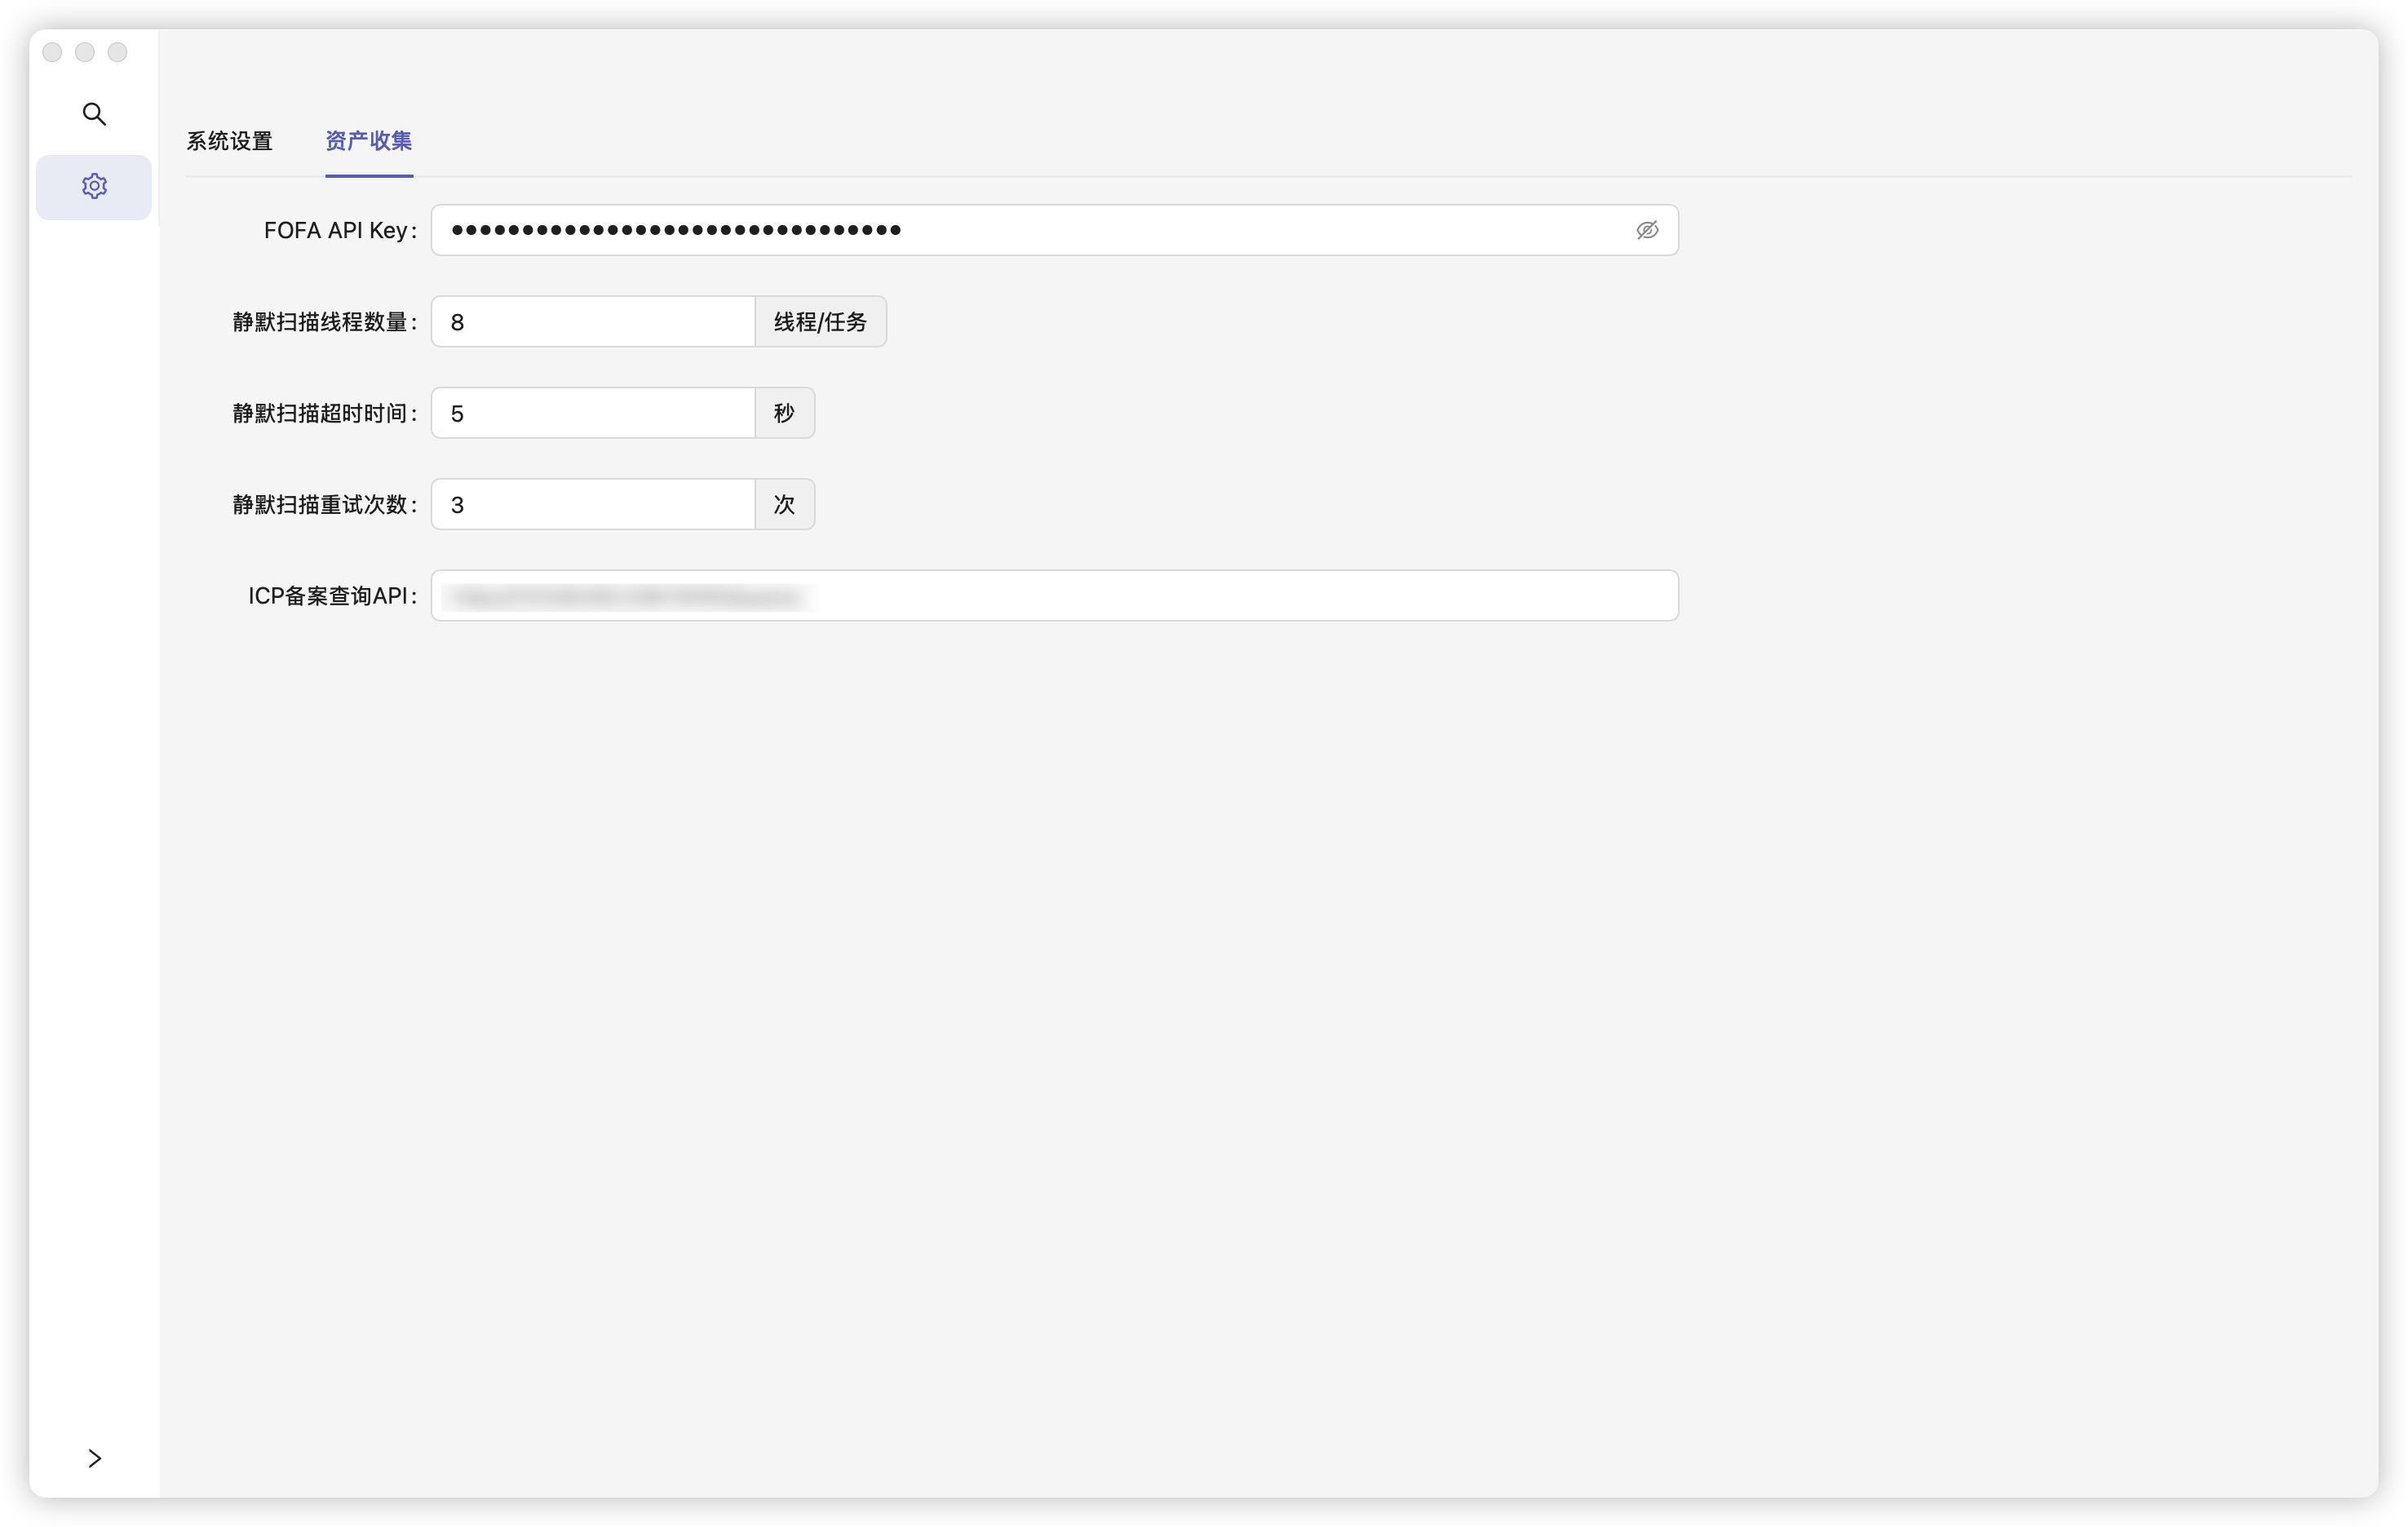 系统设置 资产收集
FOFA API Key: ••••••••••••••••••••••••••••••••
静默扫描线程数量: 8 线程/任务
静默扫描超时时间: 5 秒
静默扫描重试次数: 3 次
ICP备案查询API: